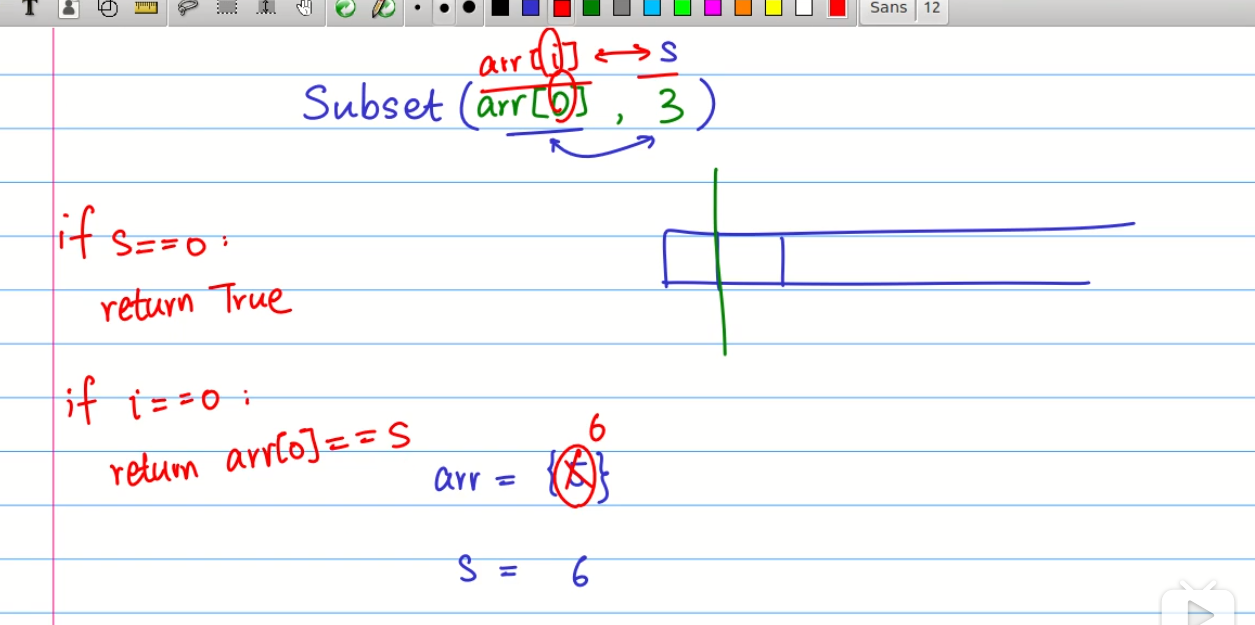 T Sans 12
arr[i] ↔ s
Subset (arr[0], 3)
if s==0:
return True
if i==0:
return arr[0]==s
6
arr = {5}
s = 6